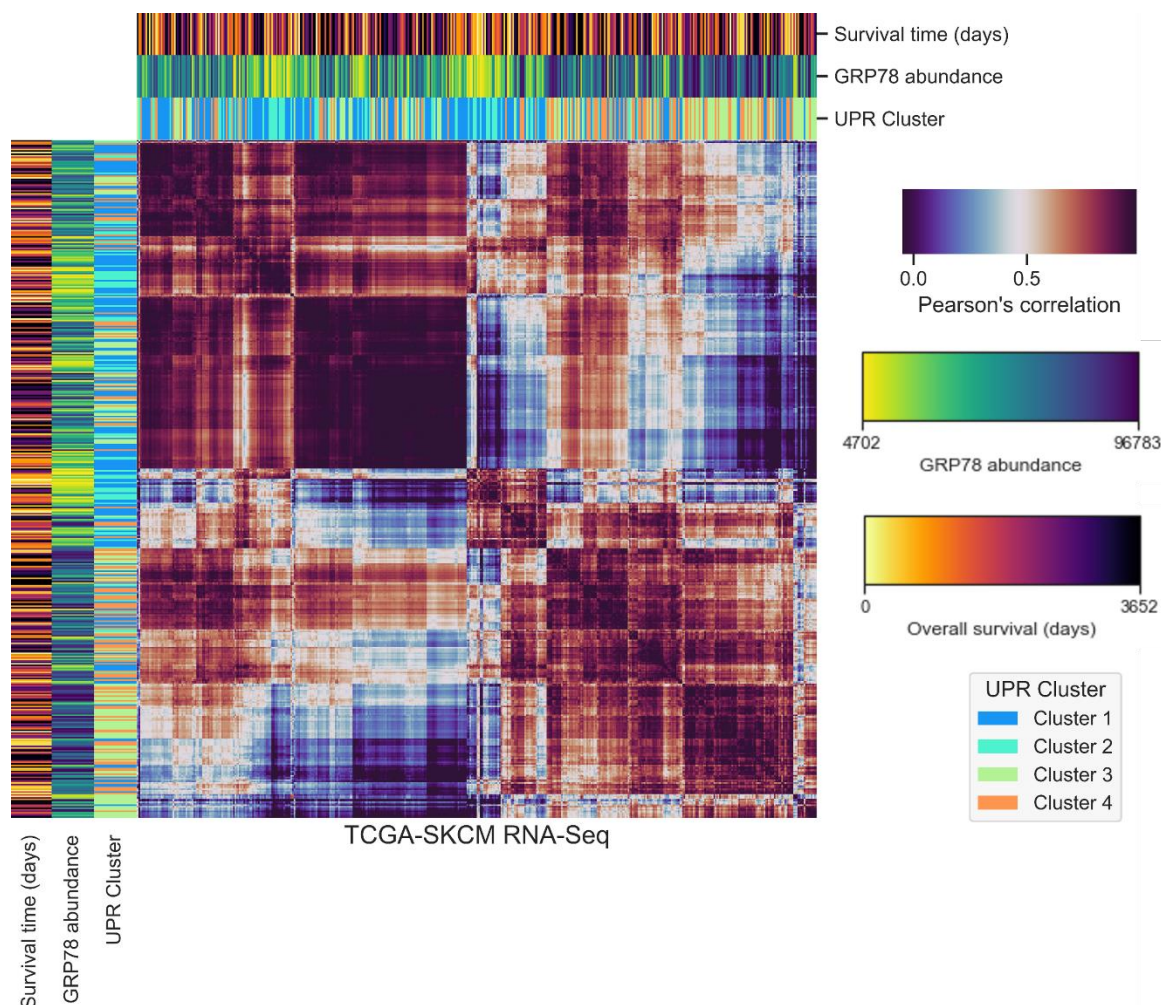 Survival time (days)
GRP78 abundance
UPR Cluster
0.0
0.5
Pearson's correlation
4702
96783
GRP78 abundance
0
3652
Overall survival (days)
UPR Cluster
Cluster 1
Cluster 2
Cluster 3
Cluster 4
TCGA-SKCM RNA-Seq
Survival time (days)
GRP78 abundance
UPR Cluster